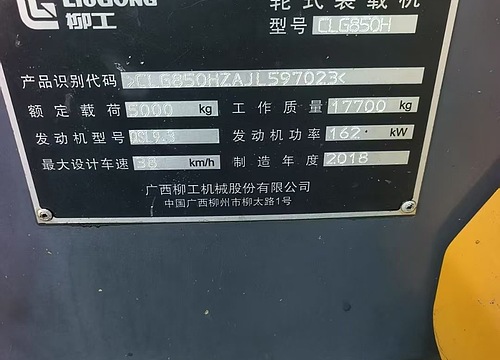 LIUGONG
柳工
轮式装载机
型号 CLG850H
产品识别代码 >CLG850HZAJL597023<
额定载荷 5000 kg 工作质量 17700 kg
发动机型号 QSL9.3 发动机功率 162 kW
最大设计车速 38 km/h 制造年度 2018
广西柳工机械股份有限公司
中国广西柳州市柳太路1号